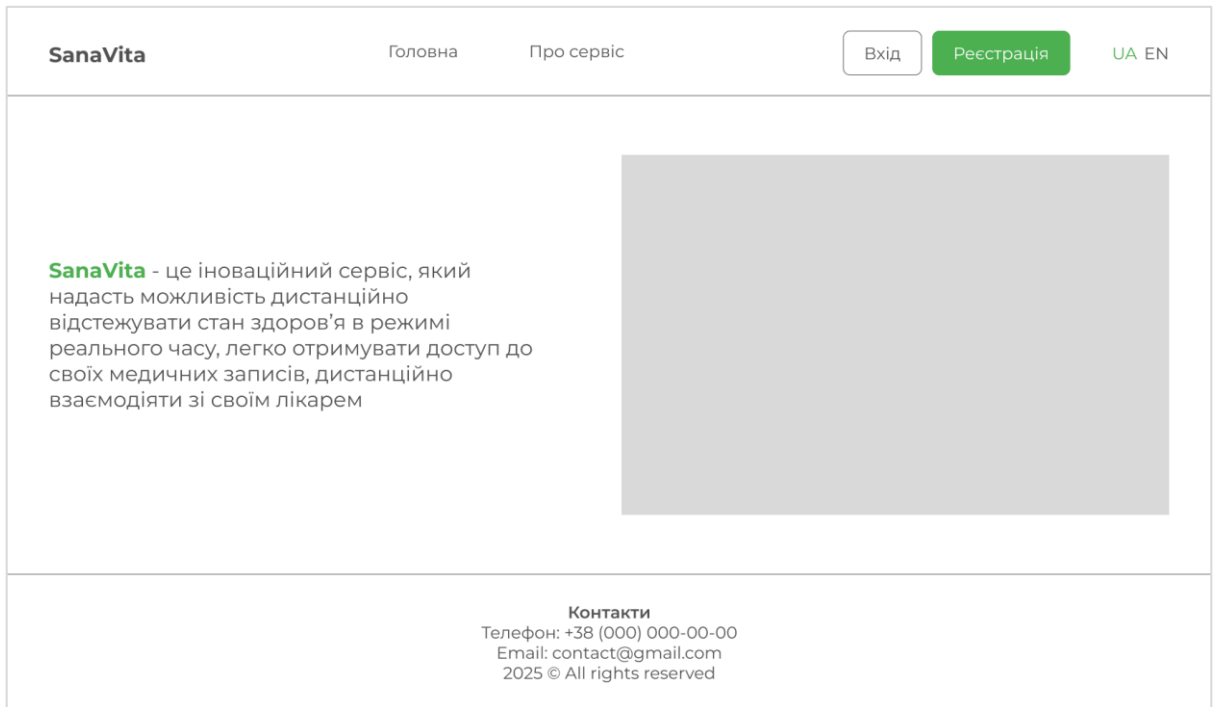 SanaVita
Головна
Про сервіс
Вхід
Реєстрація
UA EN
SanaVita - це іноваційний сервіс, який
надасть можливість дистанційно
відстежувати стан здоров’я в режимі
реального часу, легко отримувати доступ до
своїх медичних записів, дистанційно
взаємодіяти зі своїм лікарем
Контакти
Телефон: +38 (000) 000-00-00
Email: contact@gmail.com
2025 © All rights reserved